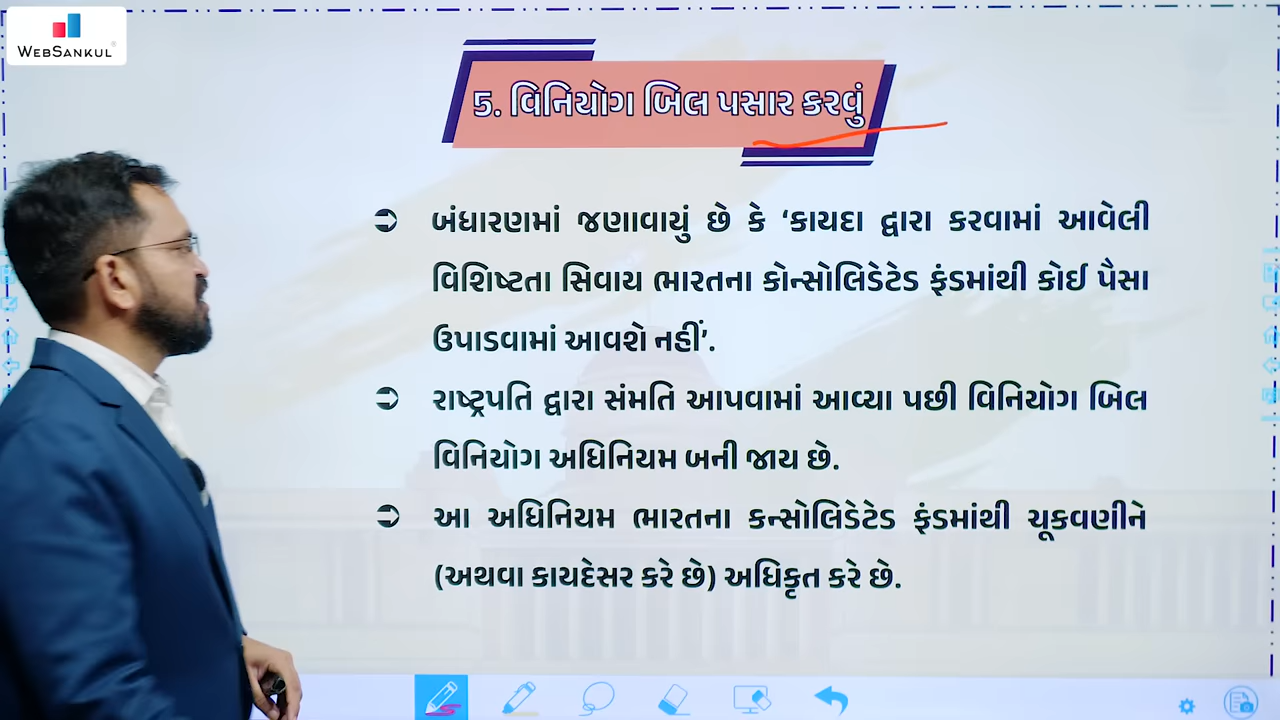 WEBSANKUL
5. વિનિયોગ બિલ પસાર કરવું
બંધારણમાં જણાવાયું છે કે ‘કાયદા દ્વારા કરવામાં આવેલી
વિશિષ્ટતા સિવાય ભારતના કોન્સોલિડેટેડ ફંડમાંથી કોઈ પૈસા
ઉપાડવામાં આવશે નહીં’.
રાષ્ટ્રપતિ દ્વારા સંમતિ આપવામાં આવ્યા પછી વિનિયોગ બિલ
વિનિયોગ અધિનિયમ બની જાય છે.
આ અધિનિયમ ભારતના કન્સોલિડેટેડ ફંડમાંથી ચૂકવણીને
(અથવા કાયદેસર કરે છે) અધિકૃત કરે છે.